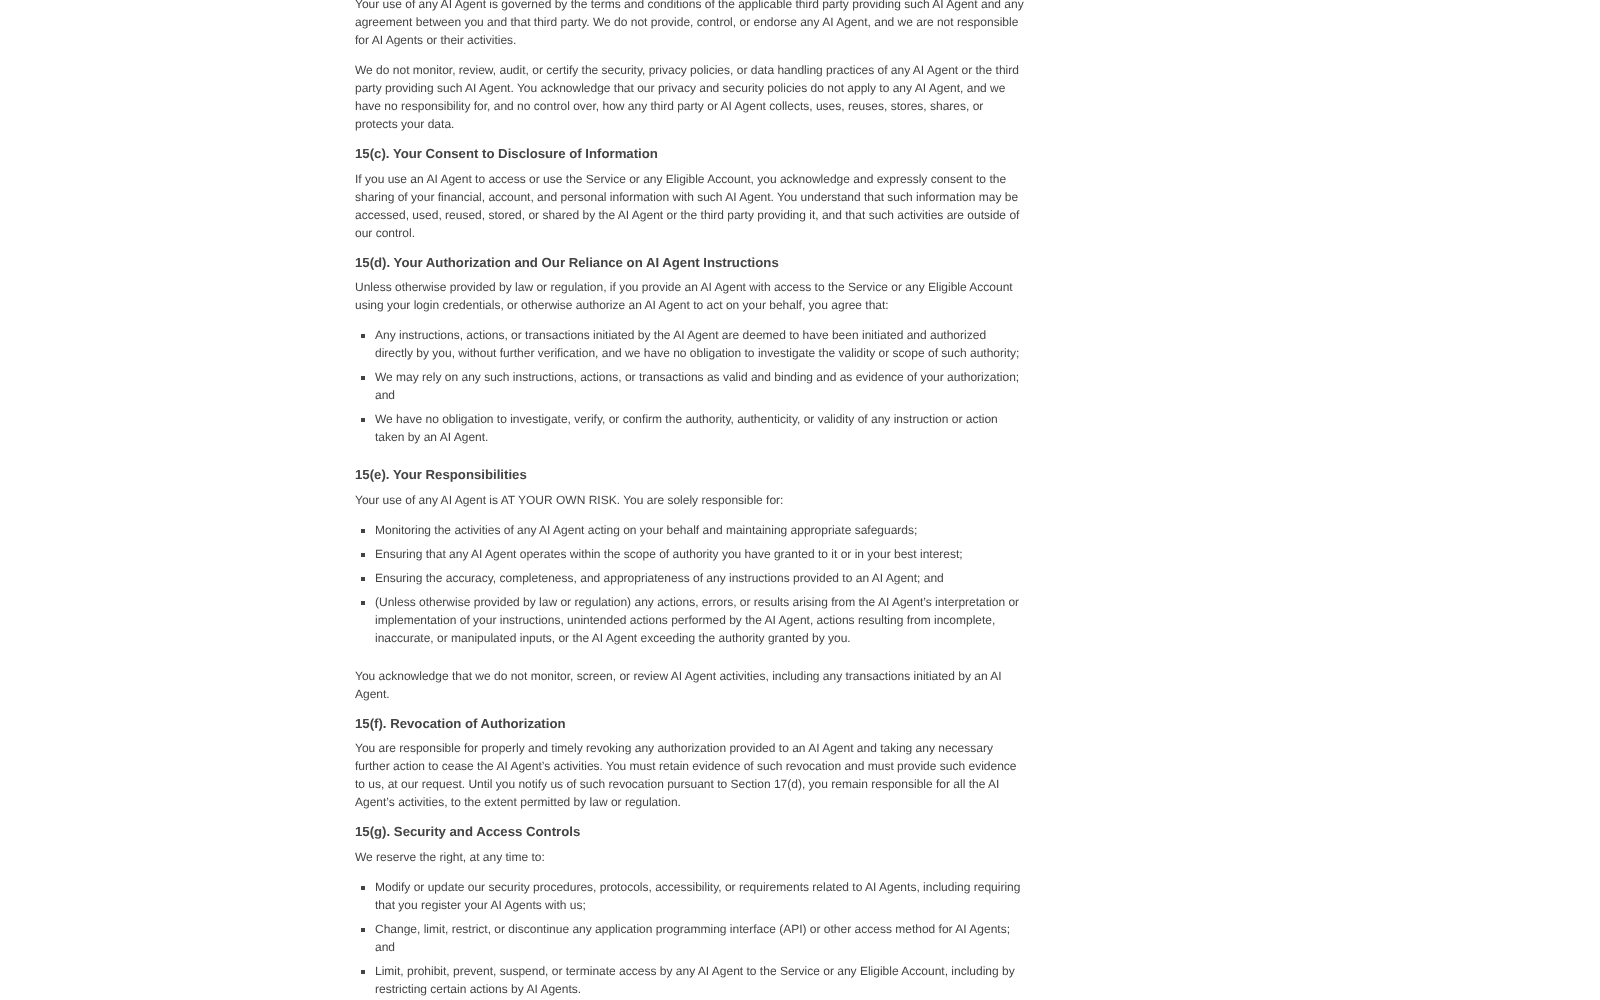 Your use of any AI Agent is governed by the terms and conditions of the applicable third party providing such AI Agent and any
agreement between you and that third party. We do not provide, control, or endorse any AI Agent, and we are not responsible
for AI Agents or their activities.
We do not monitor, review, audit, or certify the security, privacy policies, or data handling practices of any AI Agent or the third
party providing such AI Agent. You acknowledge that our privacy and security policies do not apply to any AI Agent, and we
have no responsibility for, and no control over, how any third party or AI Agent collects, uses, reuses, stores, shares, or
protects your data.
15(c). Your Consent to Disclosure of Information
If you use an AI Agent to access or use the Service or any Eligible Account, you acknowledge and expressly consent to the
sharing of your financial, account, and personal information with such AI Agent. You understand that such information may be
accessed, used, reused, stored, or shared by the AI Agent or the third party providing it, and that such activities are outside of
our control.
15(d). Your Authorization and Our Reliance on AI Agent Instructions
Unless otherwise provided by law or regulation, if you provide an AI Agent with access to the Service or any Eligible Account
using your login credentials, or otherwise authorize an AI Agent to act on your behalf, you agree that:
▪ Any instructions, actions, or transactions initiated by the AI Agent are deemed to have been initiated and authorized
directly by you, without further verification, and we have no obligation to investigate the validity or scope of such authority;
▪ We may rely on any such instructions, actions, or transactions as valid and binding and as evidence of your authorization;
and
▪ We have no obligation to investigate, verify, or confirm the authority, authenticity, or validity of any instruction or action
taken by an AI Agent.
15(e). Your Responsibilities
Your use of any AI Agent is AT YOUR OWN RISK. You are solely responsible for:
▪ Monitoring the activities of any AI Agent acting on your behalf and maintaining appropriate safeguards;
▪ Ensuring that any AI Agent operates within the scope of authority you have granted to it or in your best interest;
▪ Ensuring the accuracy, completeness, and appropriateness of any instructions provided to an AI Agent; and
▪ (Unless otherwise provided by law or regulation) any actions, errors, or results arising from the AI Agent’s interpretation or
implementation of your instructions, unintended actions performed by the AI Agent, actions resulting from incomplete,
inaccurate, or manipulated inputs, or the AI Agent exceeding the authority granted by you.
You acknowledge that we do not monitor, screen, or review AI Agent activities, including any transactions initiated by an AI
Agent.
15(f). Revocation of Authorization
You are responsible for properly and timely revoking any authorization provided to an AI Agent and taking any necessary
further action to cease the AI Agent’s activities. You must retain evidence of such revocation and must provide such evidence
to us, at our request. Until you notify us of such revocation pursuant to Section 17(d), you remain responsible for all the AI
Agent’s activities, to the extent permitted by law or regulation.
15(g). Security and Access Controls
We reserve the right, at any time to:
▪ Modify or update our security procedures, protocols, accessibility, or requirements related to AI Agents, including requiring
that you register your AI Agents with us;
▪ Change, limit, restrict, or discontinue any application programming interface (API) or other access method for AI Agents;
and
▪ Limit, prohibit, prevent, suspend, or terminate access by any AI Agent to the Service or any Eligible Account, including by
restricting certain actions by AI Agents.